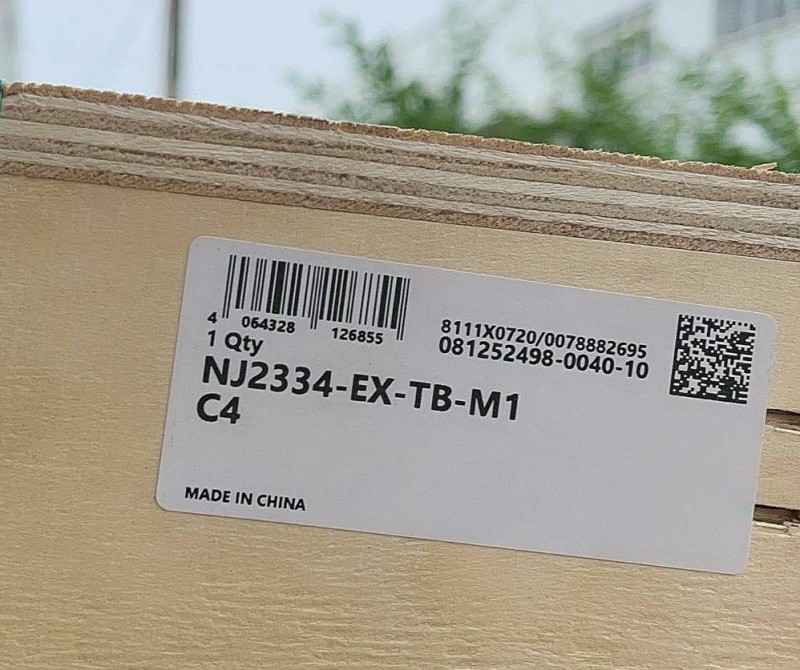 4 064328 126855
1 Qty
8111X0720/0078882695
081252498-0040-10
NJ2334-EX-TB-M1
C4
MADE IN CHINA